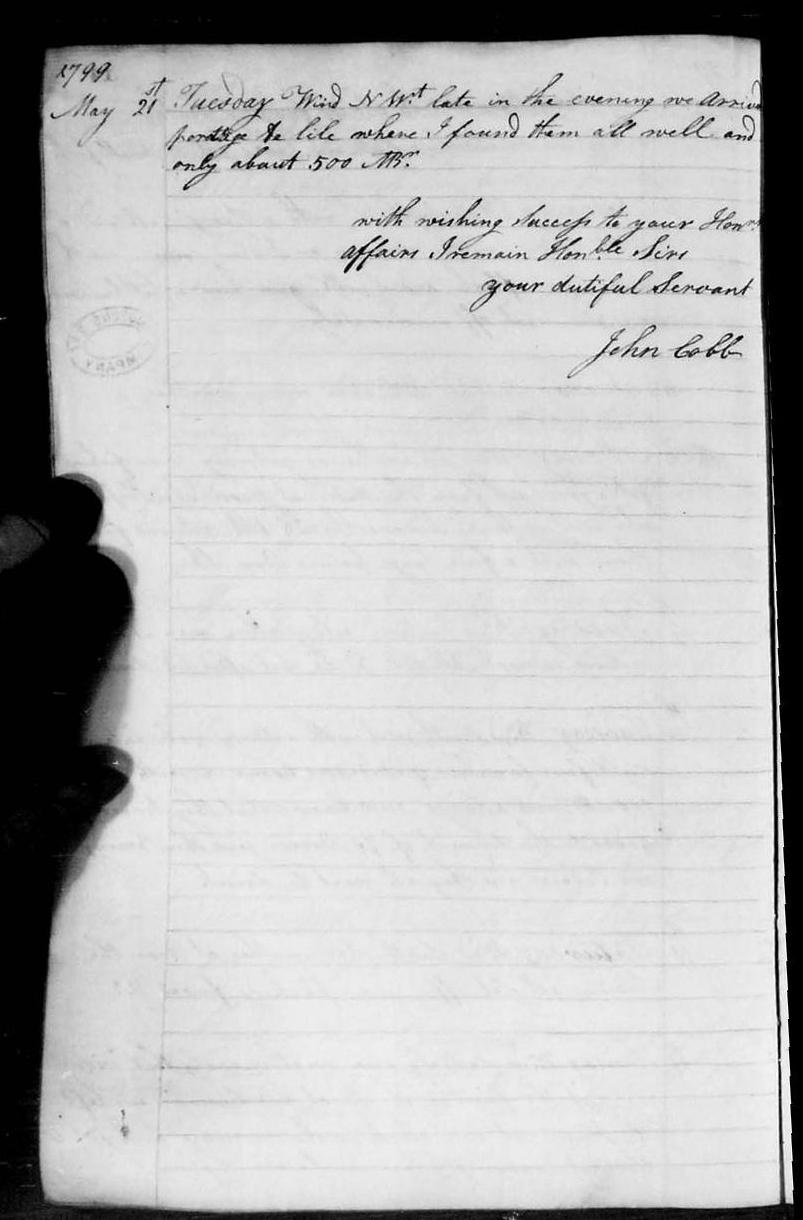 1799
May 21st Tuesday Wind N Wt late in the evening we Arrived
portage de lile where I found them all well and
only about 500 MBr
with wishing Success to your Honrs
affairs I remain Honble Sirs
your dutiful Servant
John Cobb